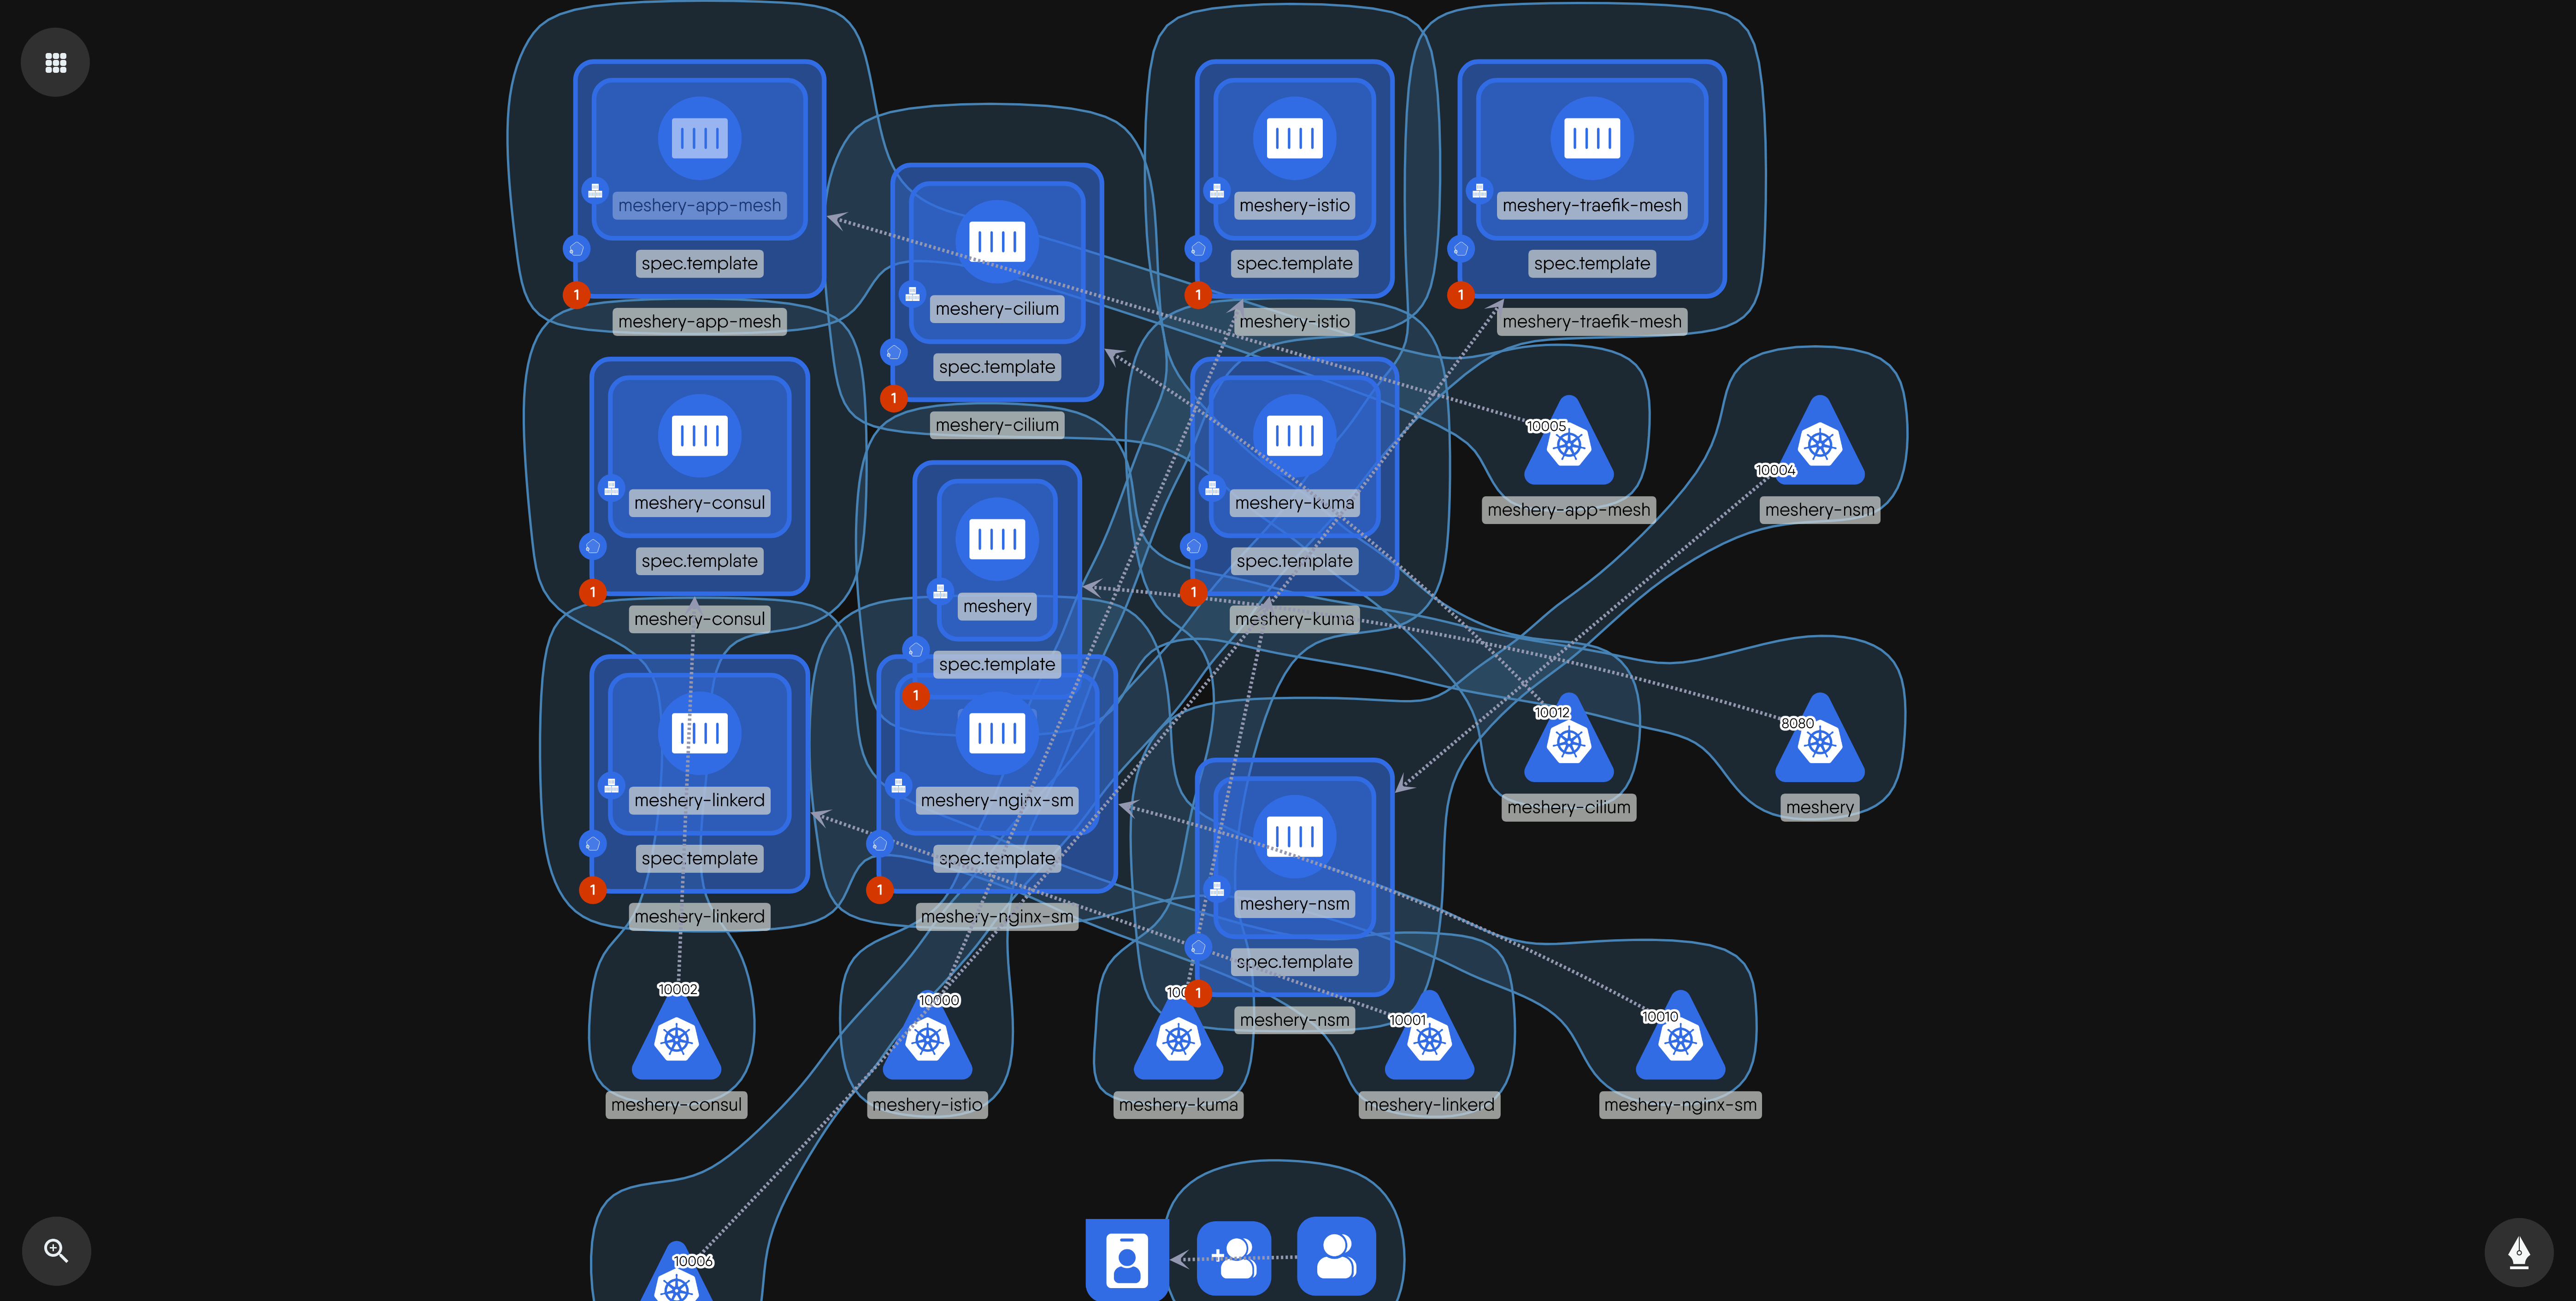 meshery-app-mesh
spec.template
1
meshery-app-mesh
meshery-cilium
spec.template
1
meshery-cilium
meshery-istio
spec.template
1
meshery-istio
meshery-traefik-mesh
spec.template
1
meshery-traefik-mesh
meshery-consul
spec.template
1
meshery-consul
meshery
spec.template
1
meshery-kuma
spec.template
1
meshery-kuma
10005
meshery-app-mesh
10004
meshery-nsm
meshery-linkerd
spec.template
1
meshery-linkerd
meshery-nginx-sm
spec.template
1
meshery-nginx-sm
meshery-nsm
spec.template
1
meshery-nsm
10012
meshery-cilium
8080
meshery
10002
meshery-consul
10000
meshery-istio
meshery-kuma
10001
meshery-linkerd
10010
meshery-nginx-sm
10006